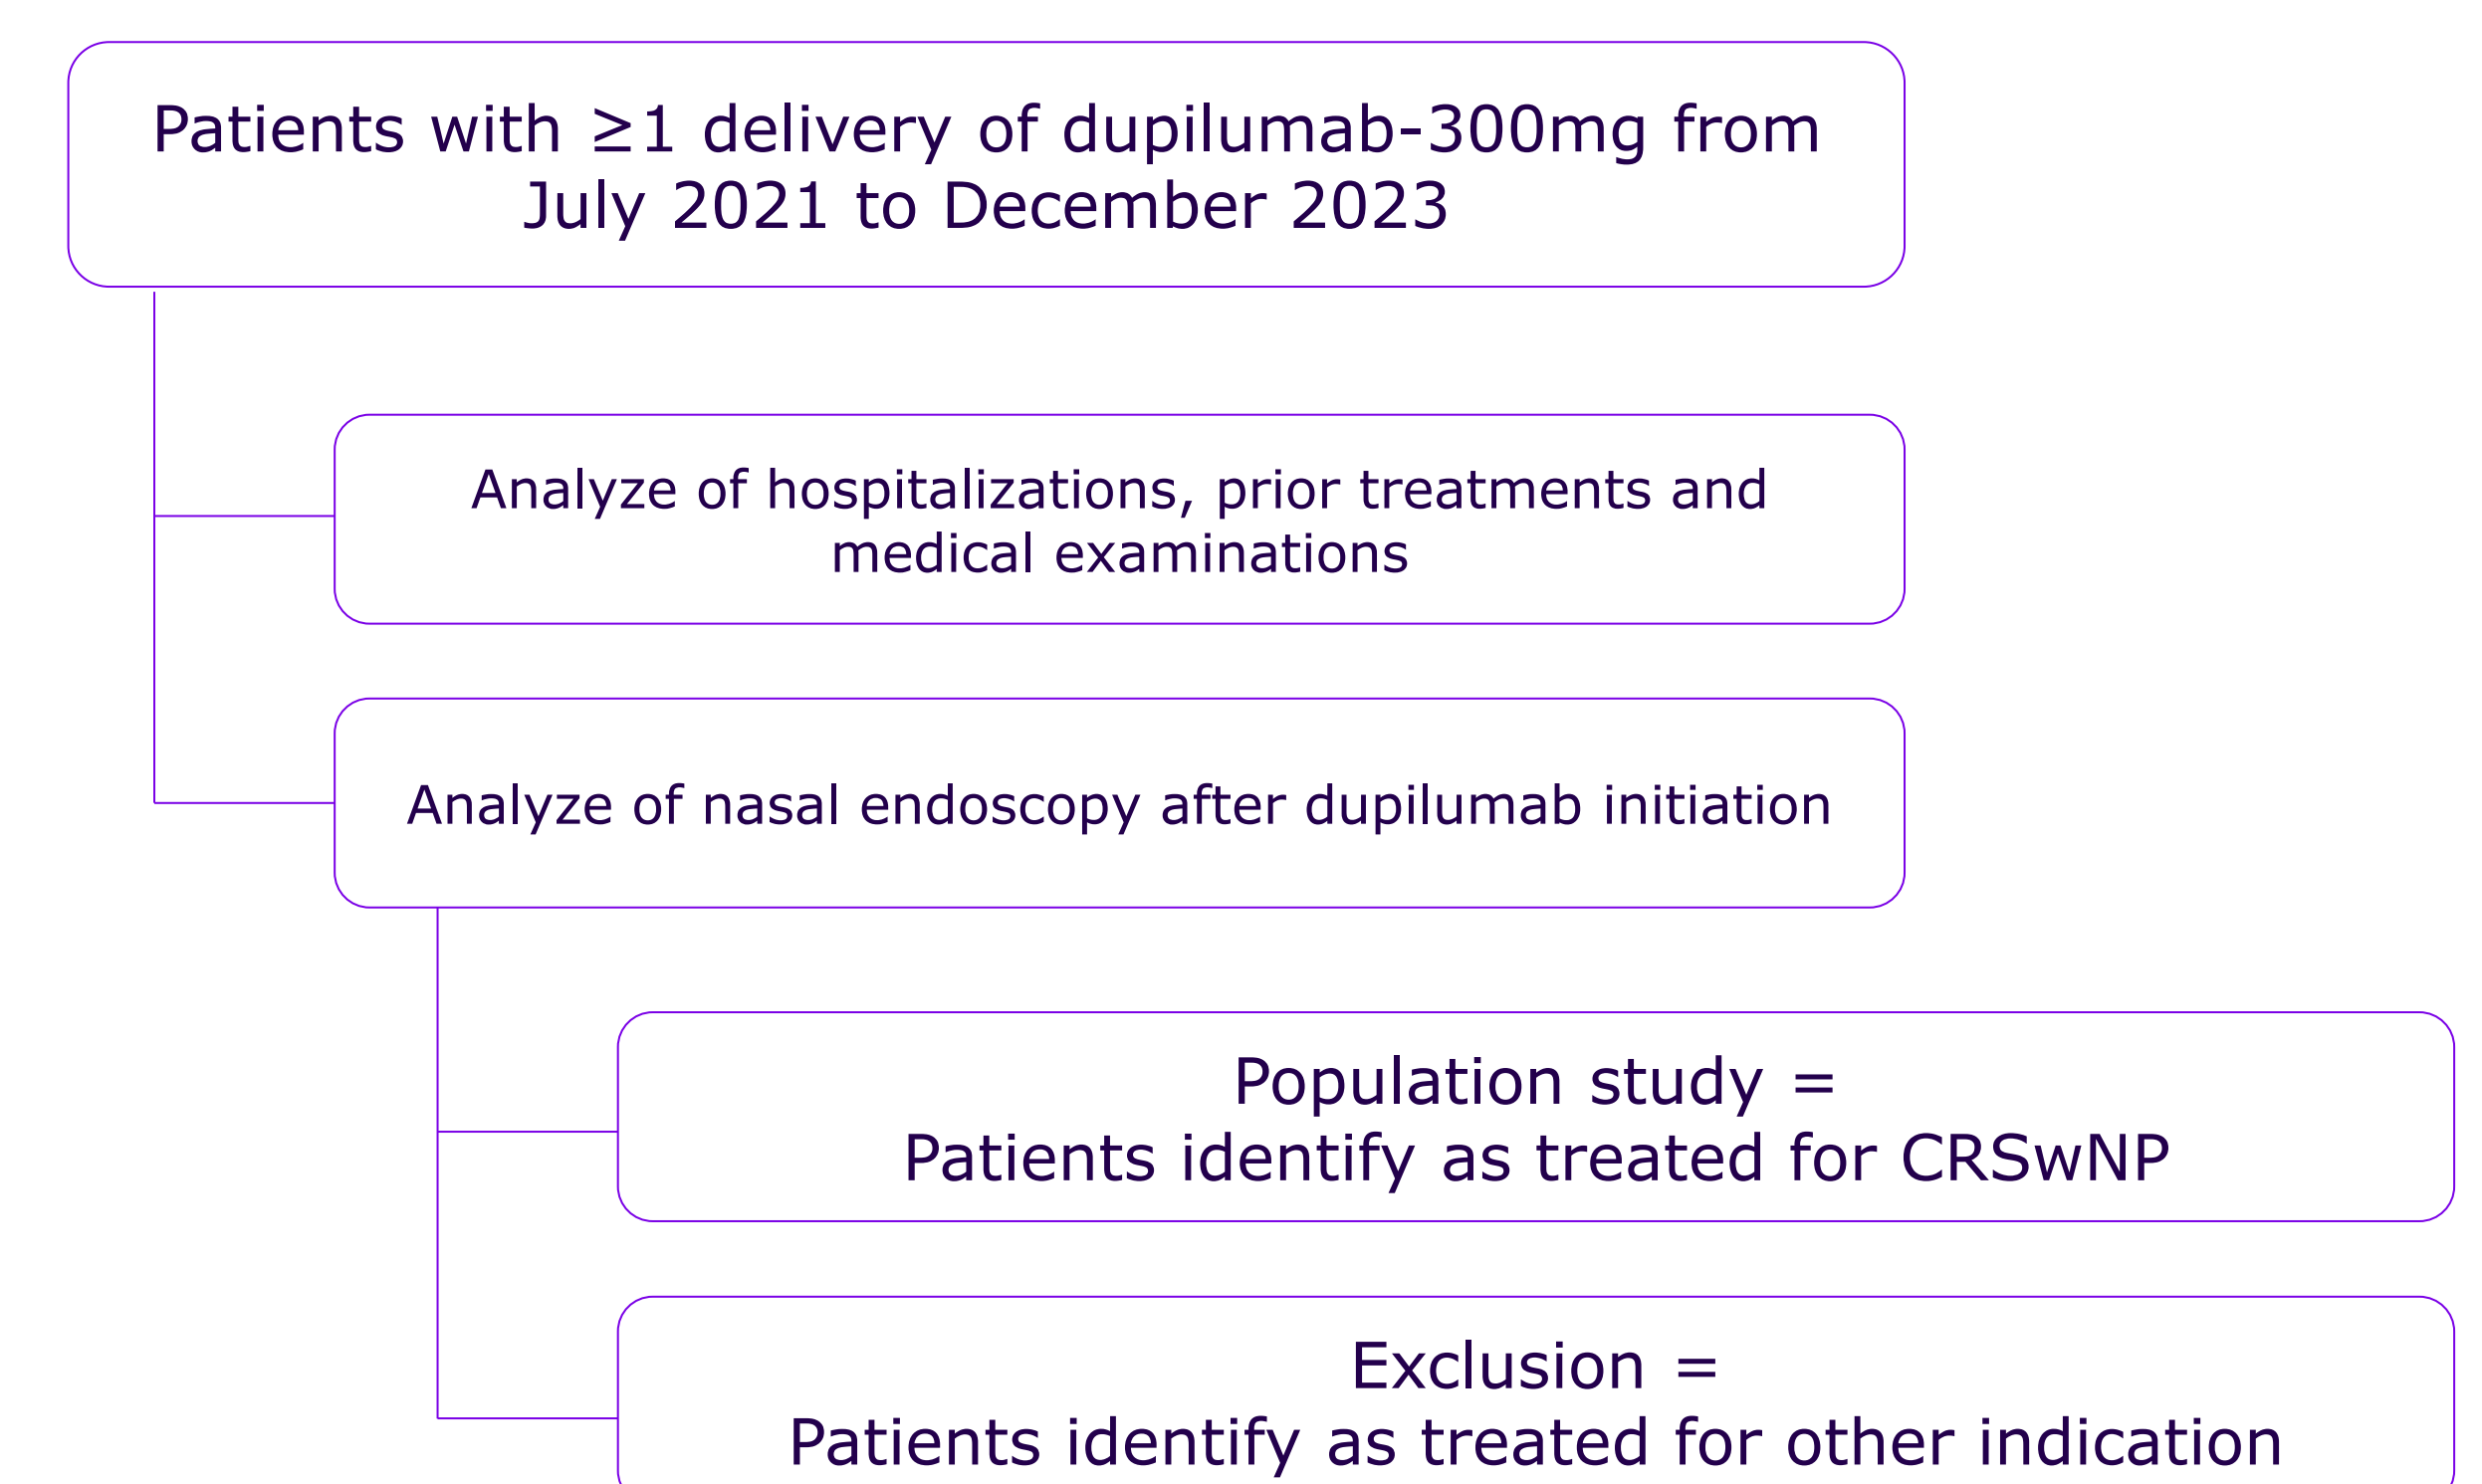 Patients with ≥1 delivery of dupilumab-300mg from
July 2021 to December 2023
Analyze of hospitalizations, prior treatments and
medical examinations
Analyze of nasal endoscopy after dupilumab initiation
Population study =
Patients identify as treated for CRSwNP
Exclusion =
Patients identify as treated for other indication